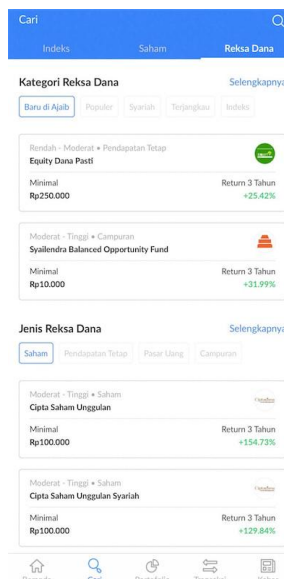 Cari
Indeks Saham Reksa Dana
Kategori Reksa Dana Selengkapnya
Baru di Ajaib Populer Syariah Terjangkau Indeks
Rendah - Moderat • Pendapatan Tetap
Equity Dana Pasti
Minimal Return 3 Tahun
Rp250.000 +25.42%
Moderat - Tinggi • Campuran
Syailendra Balanced Opportunity Fund
Minimal Return 3 Tahun
Rp10.000 +31.99%
Jenis Reksa Dana Selengkapnya
Saham Pendapatan Tetap Pasar Uang Campuran
Moderat - Tinggi • Saham
Cipta Saham Unggulan
Minimal Return 3 Tahun
Rp100.000 +154.73%
Moderat - Tinggi • Saham
Cipta Saham Unggulan Syariah
Minimal Return 3 Tahun
Rp100.000 +129.84%